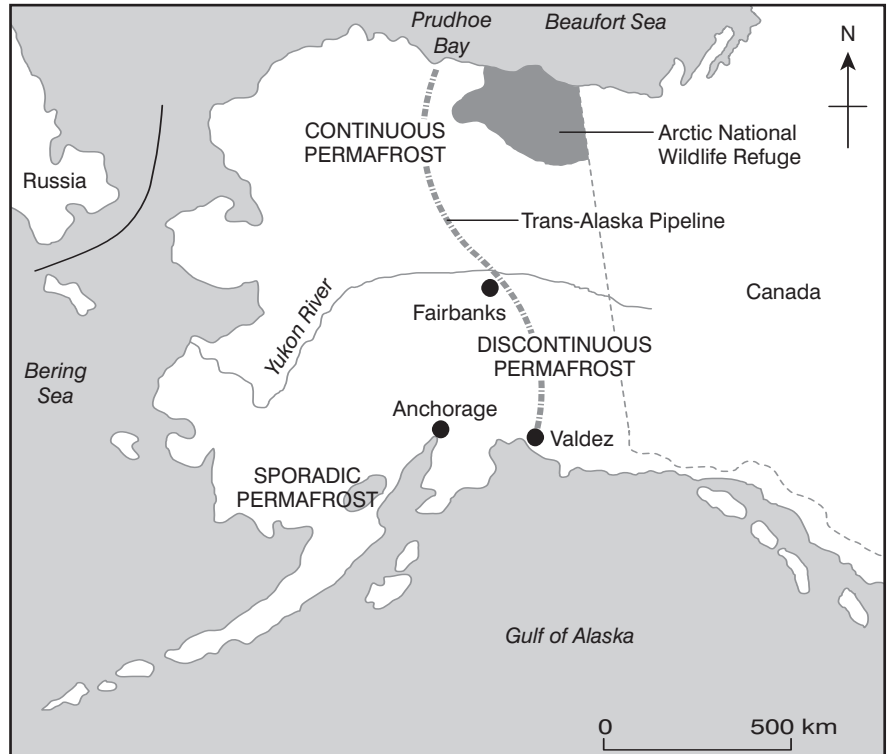 Prudhoe
Bay
Beaufort Sea
N
CONTINUOUS
PERMAFROST
Arctic National
Wildlife Refuge
Russia
Trans-Alaska Pipeline
Canada
Yukon River
Fairbanks
DISCONTINUOUS
PERMAFROST
Bering
Sea
Anchorage
Valdez
SPORADIC
PERMAFROST
Gulf of Alaska
0 500 km